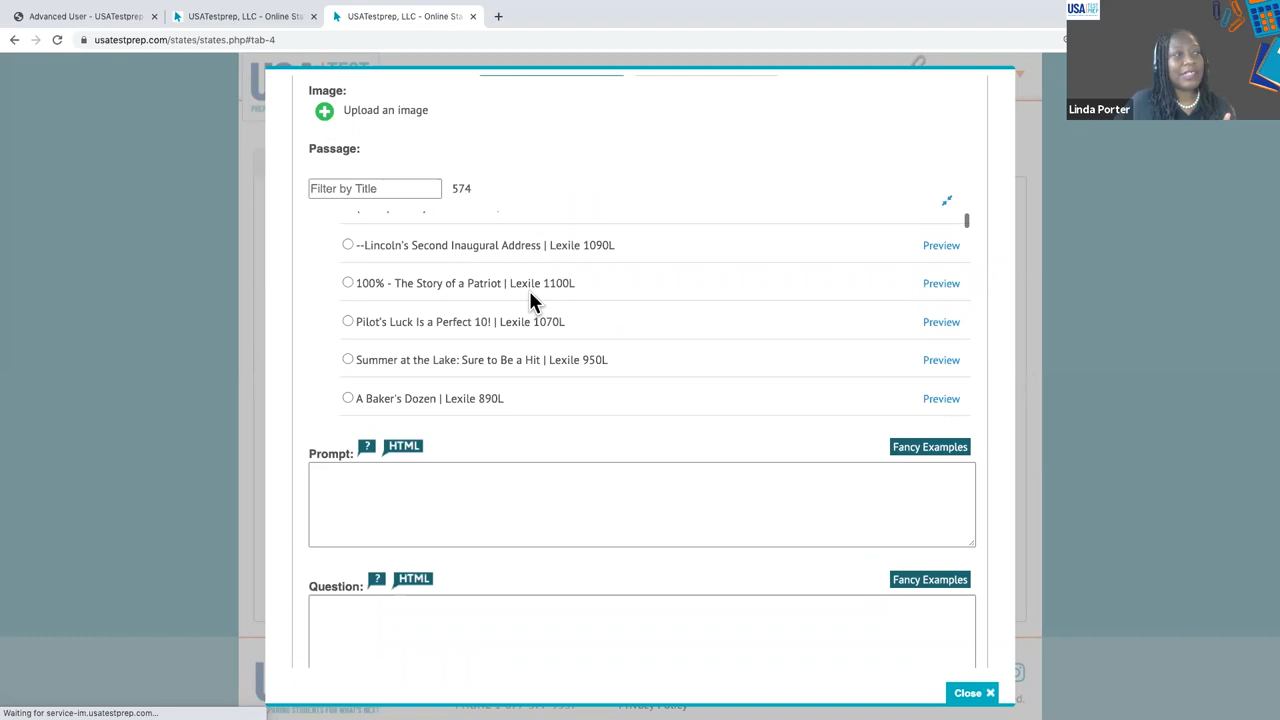 Advanced User - USATestprep
USATestprep, LLC - Online Sta
USATestprep, LLC - Online Sta
usatestprep.com/states/states.php#tab-4
USA TEST PREP
Linda Porter
Image:
Upload an image
Passage:
Filter by Title
574
--Lincoln's Second Inaugural Address | Lexile 1090L
Preview
100% - The Story of a Patriot | Lexile 1100L
Preview
Pilot's Luck Is a Perfect 10! | Lexile 1070L
Preview
Summer at the Lake: Sure to Be a Hit | Lexile 950L
Preview
A Baker's Dozen | Lexile 890L
Preview
Prompt: ? HTML
Fancy Examples
Question: ? HTML
Fancy Examples
Close
Waiting for service-im.usatestprep.com...
Privacy Policy